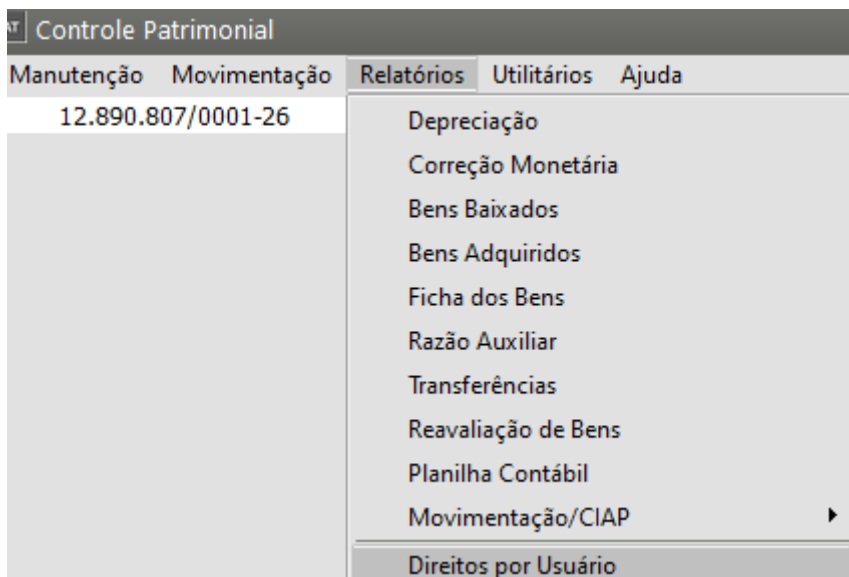 Controle Patrimonial
Manutenção Movimentação Relatórios Utilitários Ajuda
12.890.807/0001-26
Depreciação
Correção Monetária
Bens Baixados
Bens Adquiridos
Ficha dos Bens
Razão Auxiliar
Transferências
Reavaliação de Bens
Planilha Contábil
Movimentação/CIAP
Direitos por Usuário